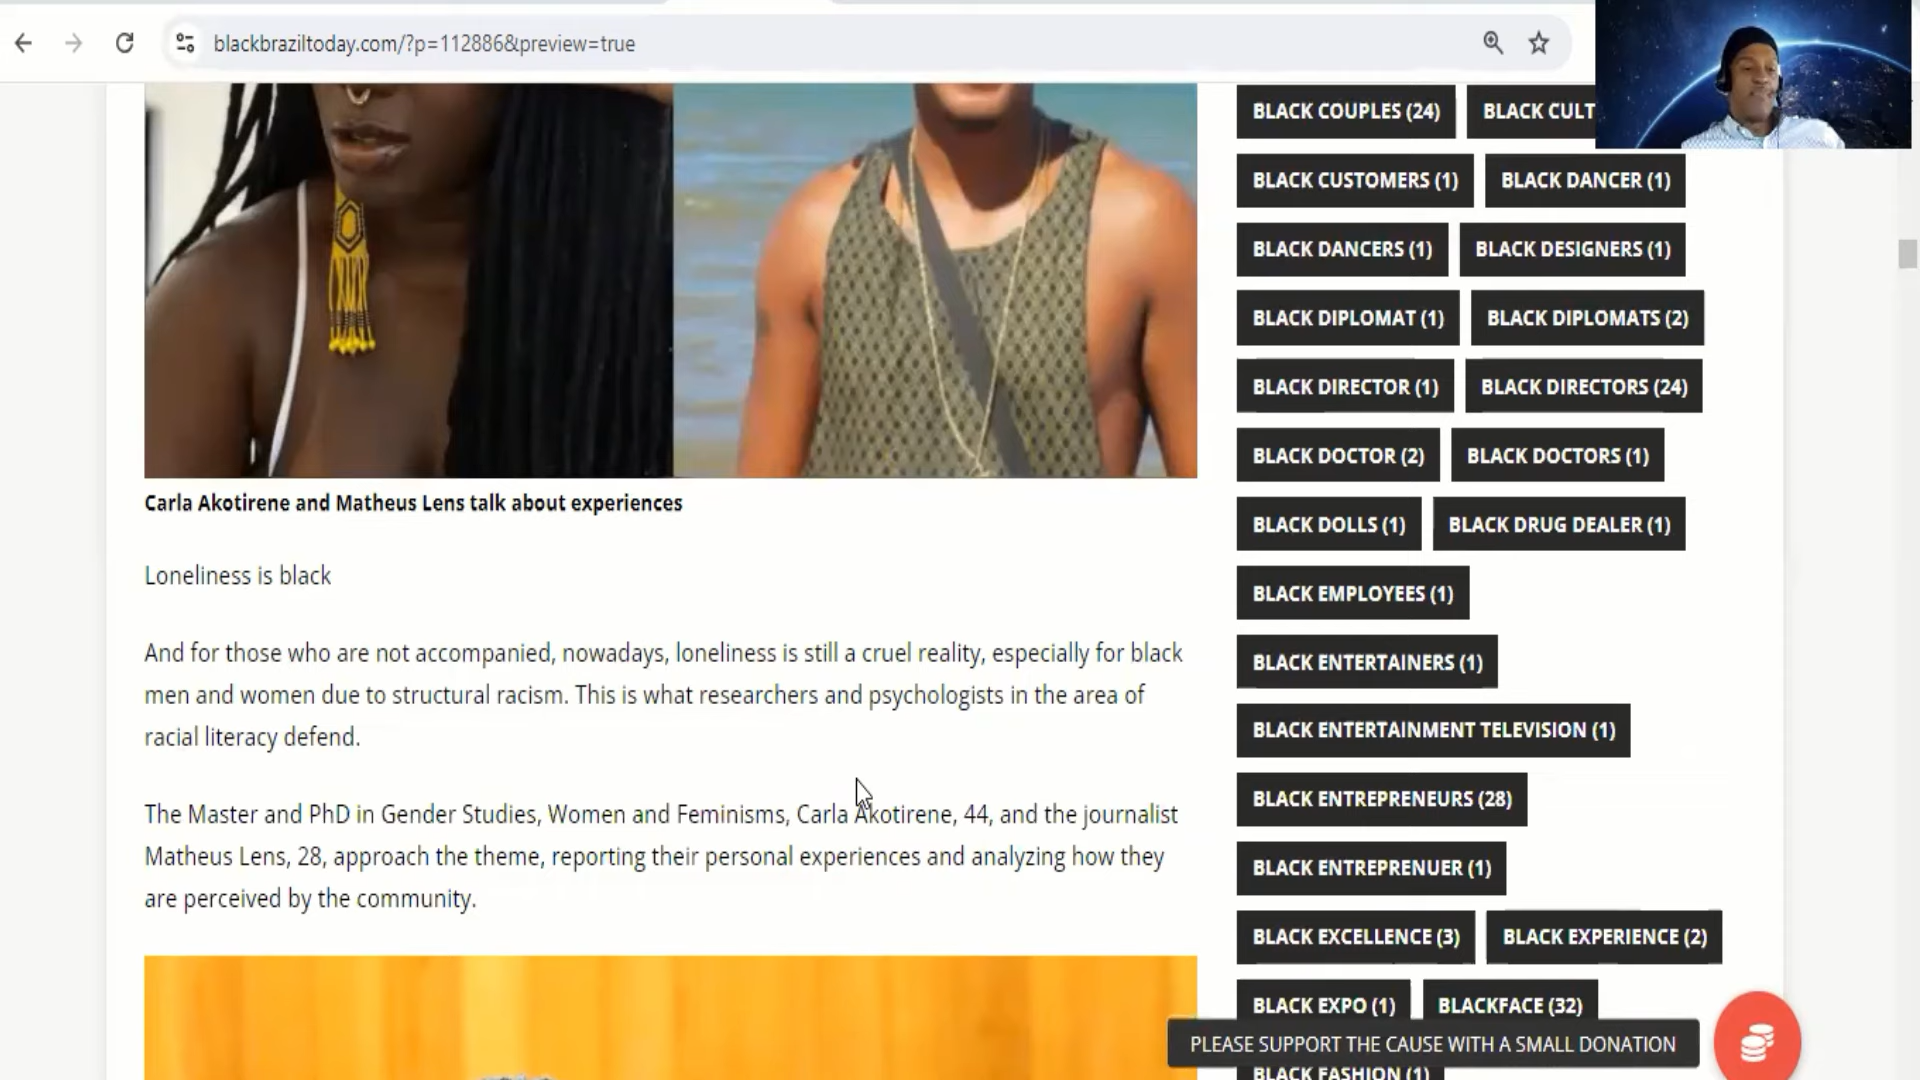 blackbraziltoday.com/?p=112886&preview=true
Carla Akotirene and Matheus Lens talk about experiences
Loneliness is black
And for those who are not accompanied, nowadays, loneliness is still a cruel reality, especially for black
men and women due to structural racism. This is what researchers and psychologists in the area of
racial literacy defend.
The Master and PhD in Gender Studies, Women and Feminisms, Carla Akotirene, 44, and the journalist
Matheus Lens, 28, approach the theme, reporting their personal experiences and analyzing how they
are perceived by the community.
BLACK COUPLES (24) BLACK CULT
BLACK CUSTOMERS (1) BLACK DANCER (1)
BLACK DANCERS (1) BLACK DESIGNERS (1)
BLACK DIPLOMAT (1) BLACK DIPLOMATS (2)
BLACK DIRECTOR (1) BLACK DIRECTORS (24)
BLACK DOCTOR (2) BLACK DOCTORS (1)
BLACK DOLLS (1) BLACK DRUG DEALER (1)
BLACK EMPLOYEES (1)
BLACK ENTERTAINERS (1)
BLACK ENTERTAINMENT TELEVISION (1)
BLACK ENTREPRENEURS (28)
BLACK ENTREPRENUER (1)
BLACK EXCELLENCE (3) BLACK EXPERIENCE (2)
BLACK EXPO (1) BLACKFACE (32)
PLEASE SUPPORT THE CAUSE WITH A SMALL DONATION
BLACK FASHION (1)